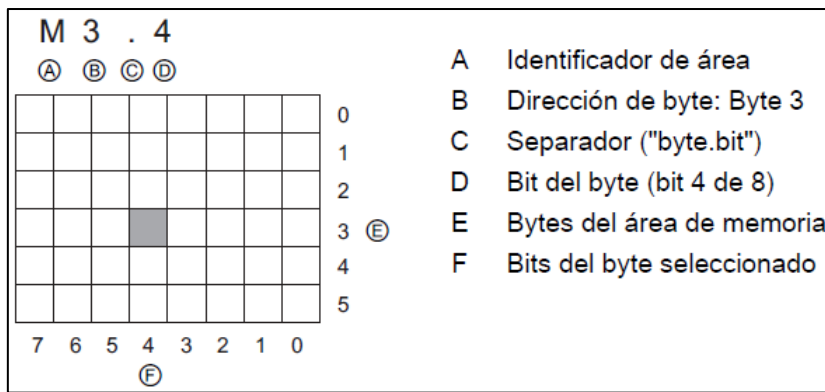 M 3 . 4
A B C D
0
1
2
3 E
4
5
7 6 5 4 3 2 1 0
F
A Identificador de área
B Dirección de byte: Byte 3
C Separador ("byte.bit")
D Bit del byte (bit 4 de 8)
E Bytes del área de memoria
F Bits del byte seleccionado